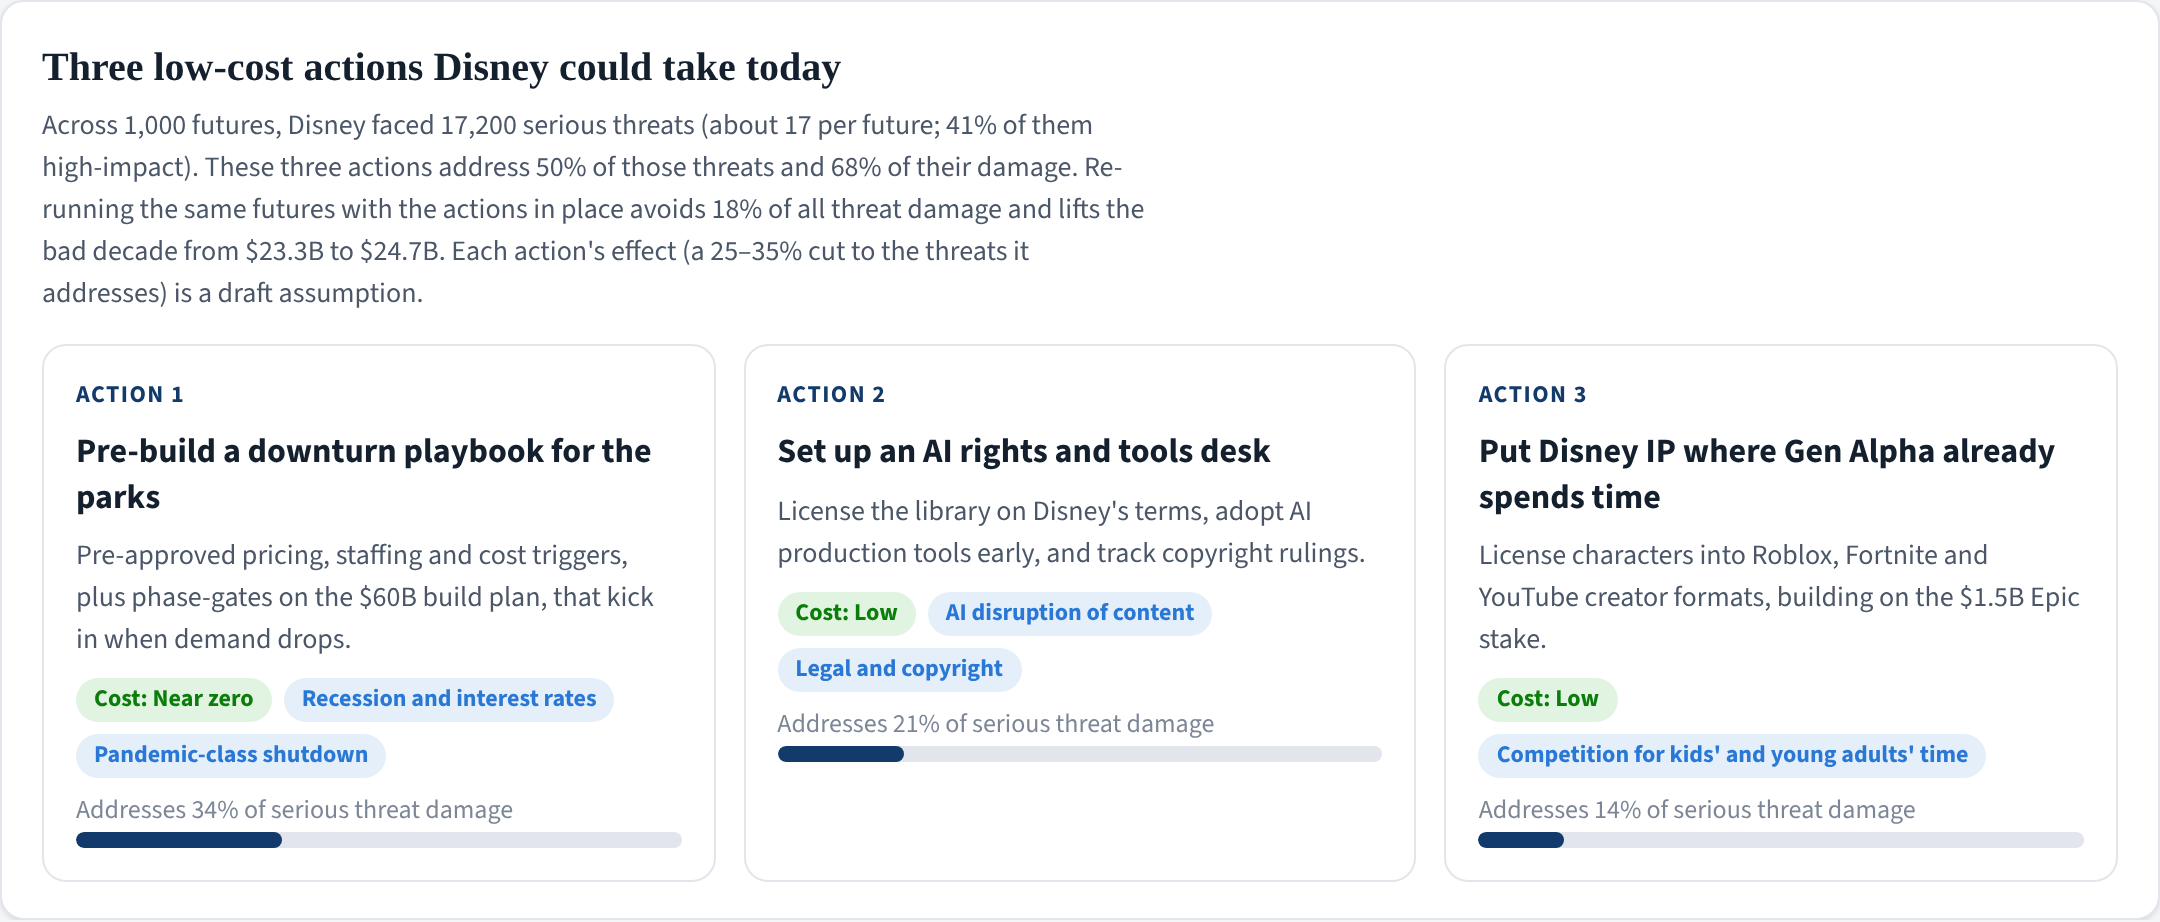 Three low-cost actions Disney could take today
Across 1,000 futures, Disney faced 17,200 serious threats (about 17 per future; 41% of them
high-impact). These three actions address 50% of those threats and 68% of their damage. Re-
running the same futures with the actions in place avoids 18% of all threat damage and lifts the
bad decade from $23.3B to $24.7B. Each action's effect (a 25–35% cut to the threats it
addresses) is a draft assumption.
ACTION 1
Pre-build a downturn playbook for the
parks
Pre-approved pricing, staffing and cost triggers,
plus phase-gates on the $60B build plan, that kick
in when demand drops.
Cost: Near zero
Recession and interest rates
Pandemic-class shutdown
Addresses 34% of serious threat damage
ACTION 2
Set up an AI rights and tools desk
License the library on Disney's terms, adopt AI
production tools early, and track copyright rulings.
Cost: Low
AI disruption of content
Legal and copyright
Addresses 21% of serious threat damage
ACTION 3
Put Disney IP where Gen Alpha already
spends time
License characters into Roblox, Fortnite and
YouTube creator formats, building on the $1.5B Epic
stake.
Cost: Low
Competition for kids' and young adults' time
Addresses 14% of serious threat damage